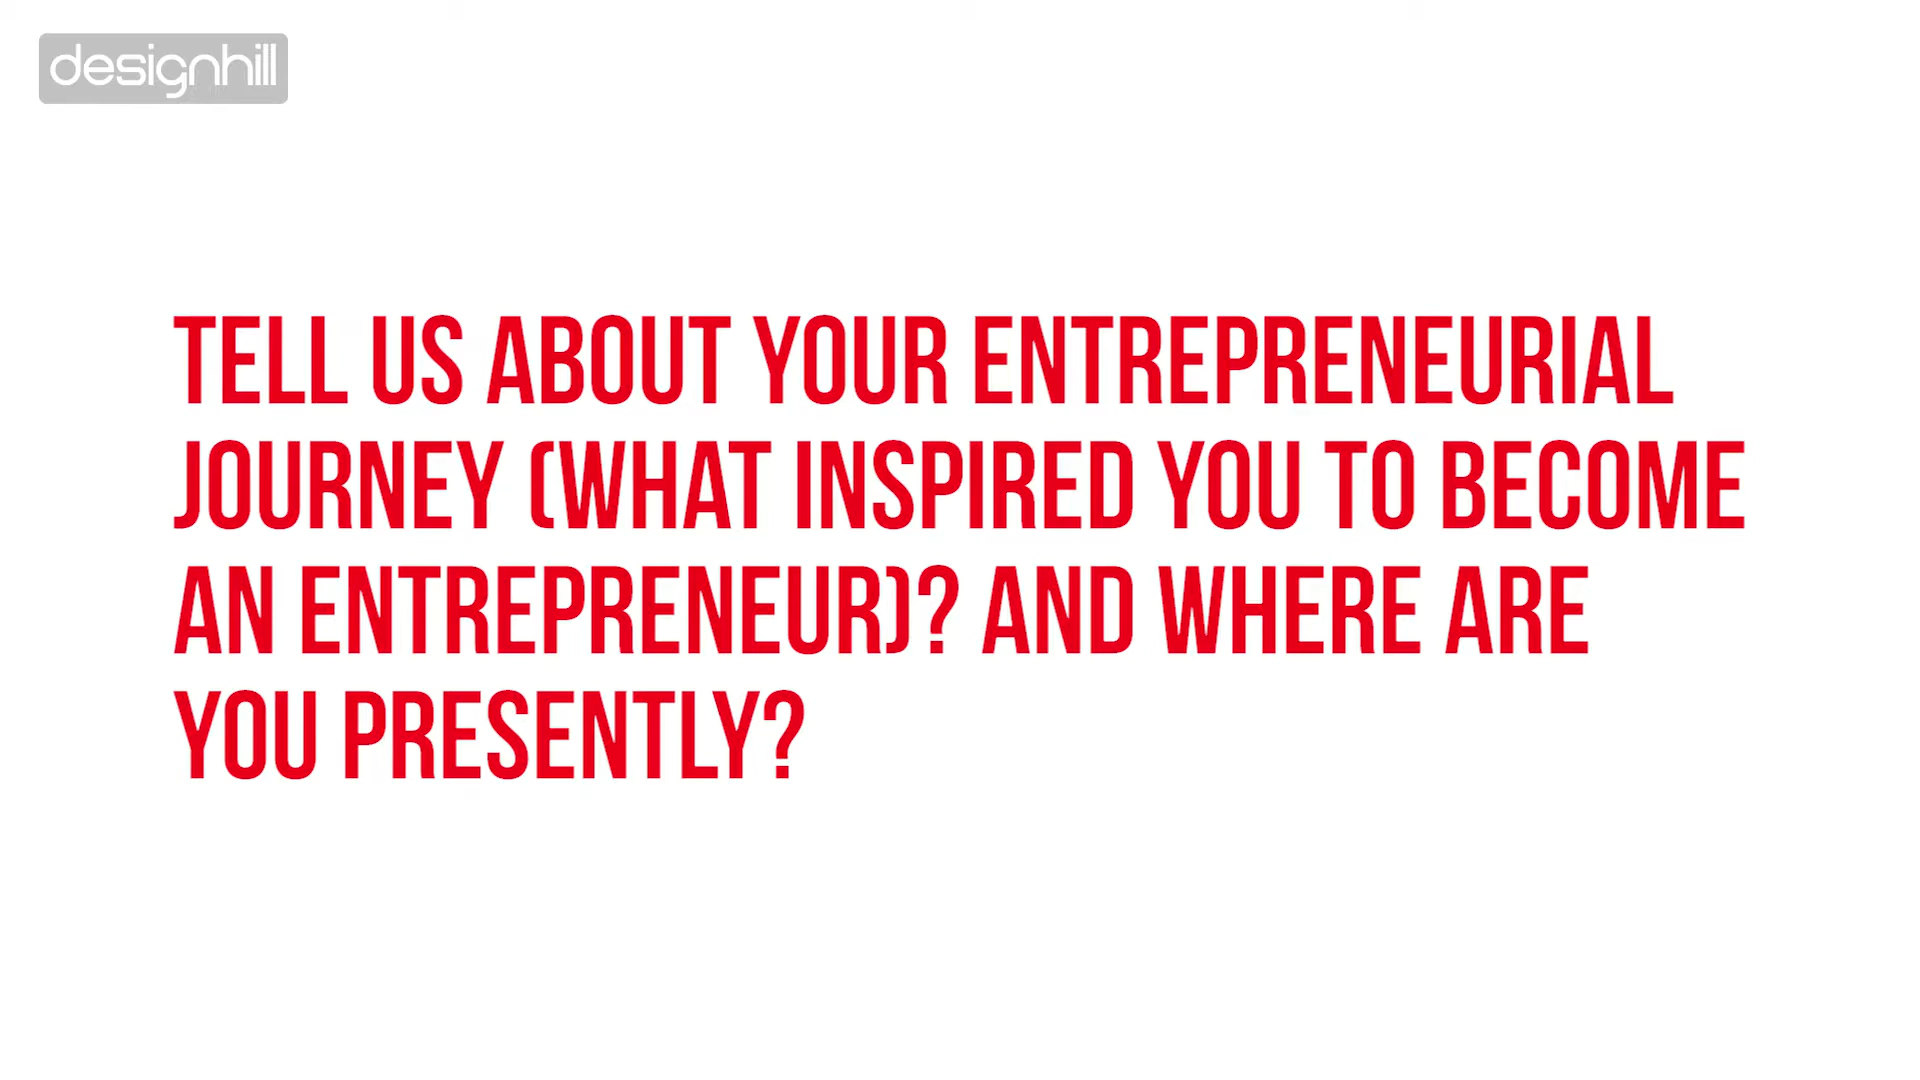 designhill
TELL US ABOUT YOUR ENTREPRENEURIAL
JOURNEY (WHAT INSPIRED YOU TO BECOME
AN ENTREPRENEUR)? AND WHERE ARE
YOU PRESENTLY?